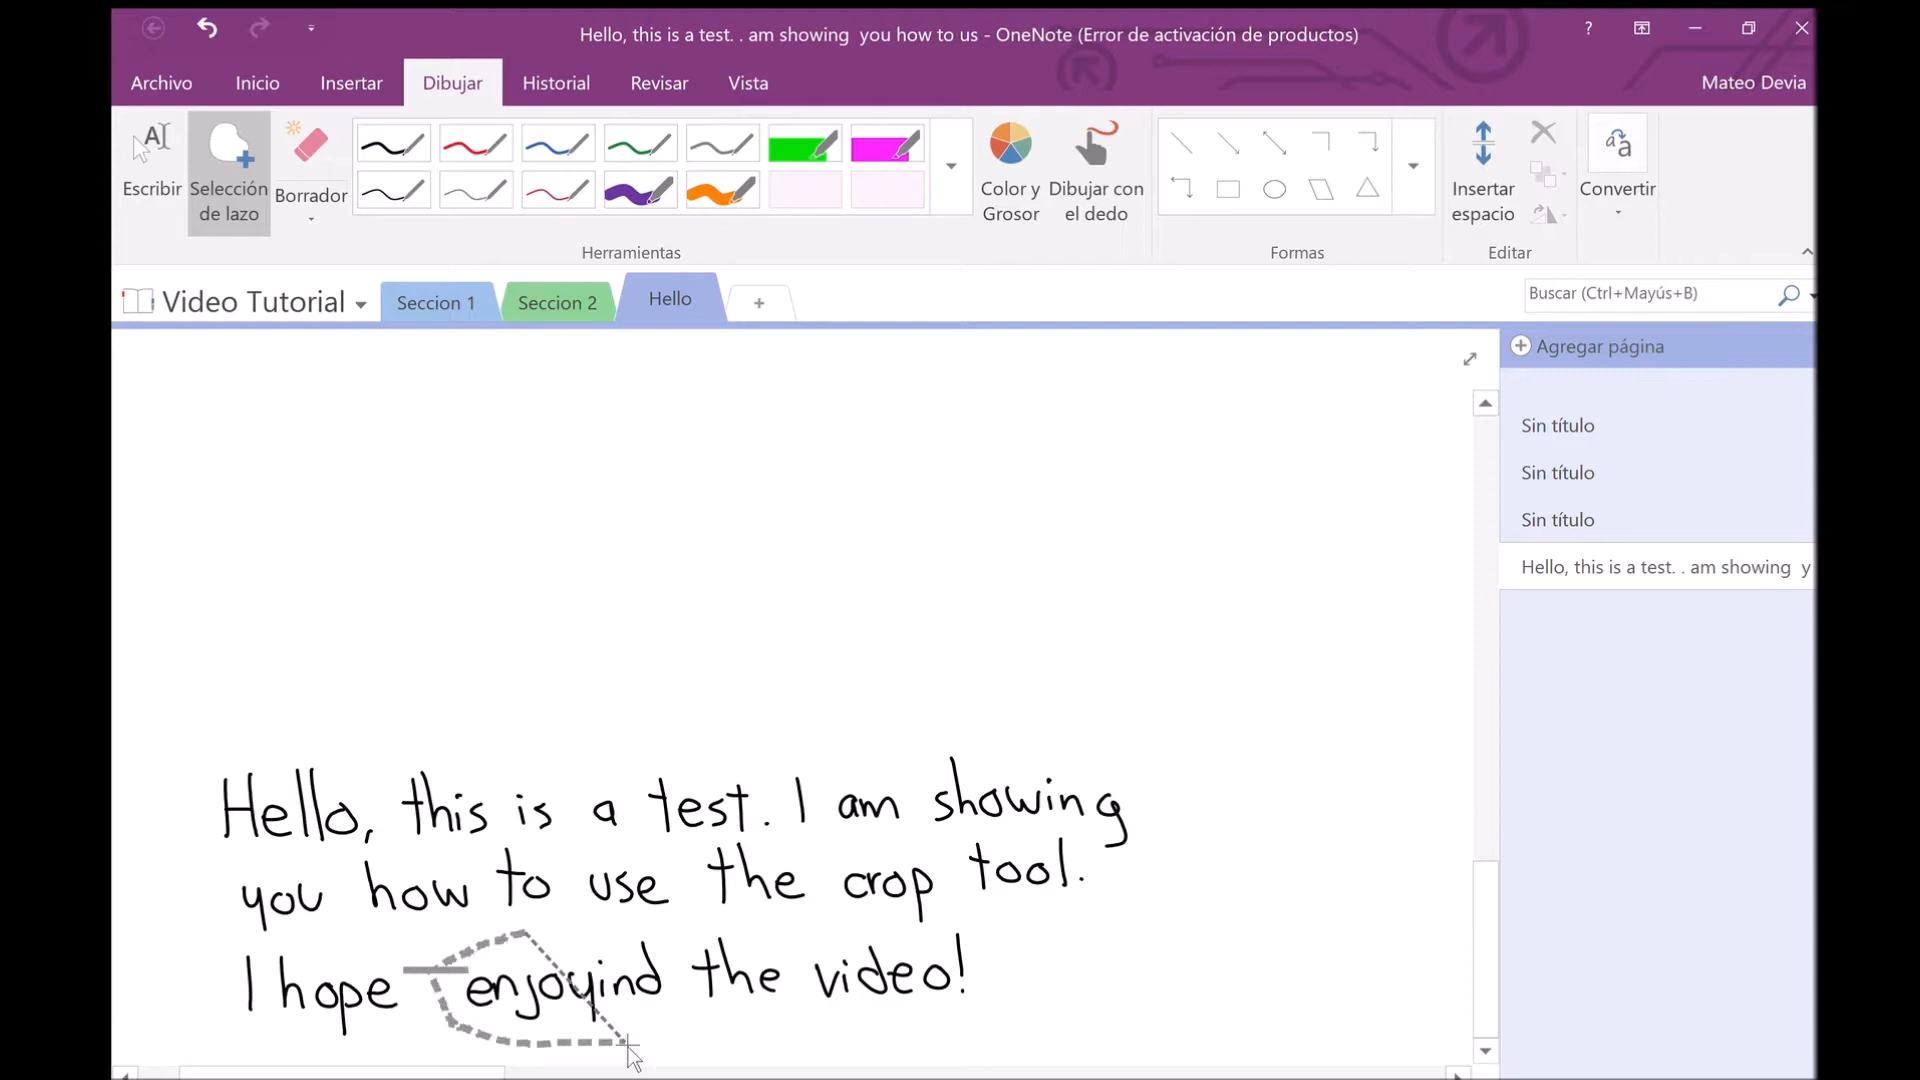 Hello, this is a test. . am showing  you how to us - OneNote (Error de activación de productos)
?
Archivo Inicio Insertar Dibujar Historial Revisar Vista Mateo Devia
Escribir
Selección de lazo
Borrador
Color y Grosor
Dibujar con el dedo
Insertar espacio
Convertir
Herramientas Formas Editar
Video Tutorial Seccion 1 Seccion 2 Hello + Buscar (Ctrl+Mayús+B)
Agregar página
Sin título
Sin título
Sin título
Hello, this is a test. . am showing  y
Hello, this is a test. I am showing
you how to use the crop tool.
I hope enjoyind the video!